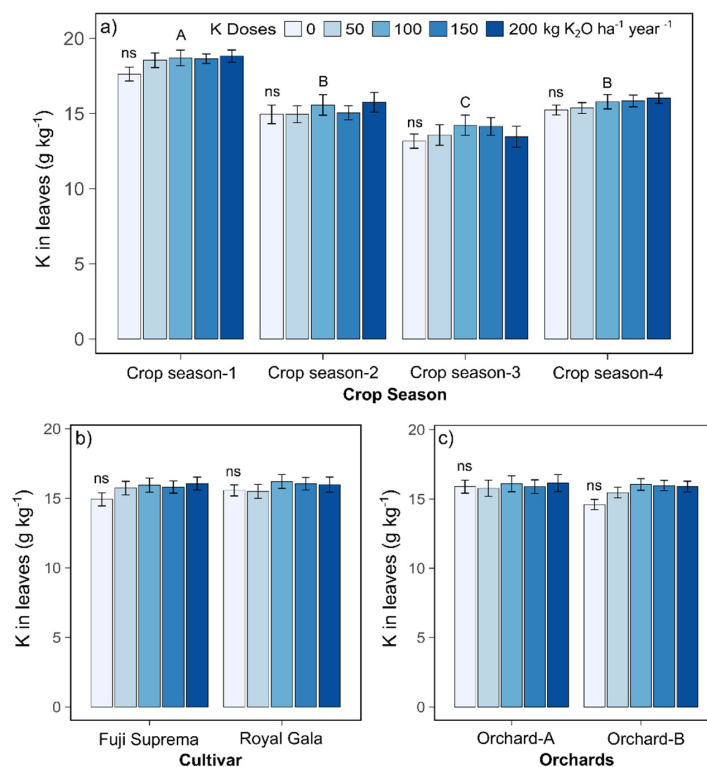 a) K Doses 0 50 100 150 200 kg K₂O ha⁻¹ year ⁻¹
ns A
ns B
ns C
ns B
K in leaves (g kg⁻¹)
20
15
10
5
0
Crop season-1 Crop season-2 Crop season-3 Crop season-4
Crop Season
b)
ns ns
K in leaves (g kg⁻¹)
20
15
10
5
0
Fuji Suprema Royal Gala
Cultivar
c)
ns ns
K in leaves (g kg⁻¹)
20
15
10
5
0
Orchard-A Orchard-B
Orchards